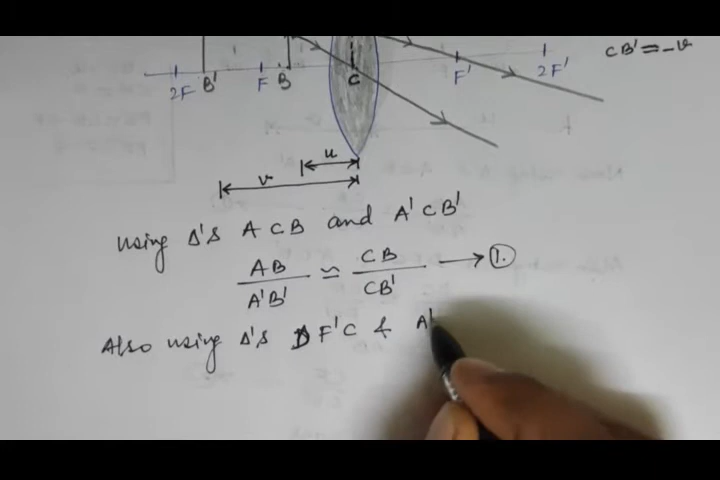 CB' = -v
2F B' F B C F' 2F'
u
v
Using Δ'S ACB and A'CB'
AB/A'B' ≃ CB/CB' → 1.
Also using Δ'S DF'C & A'